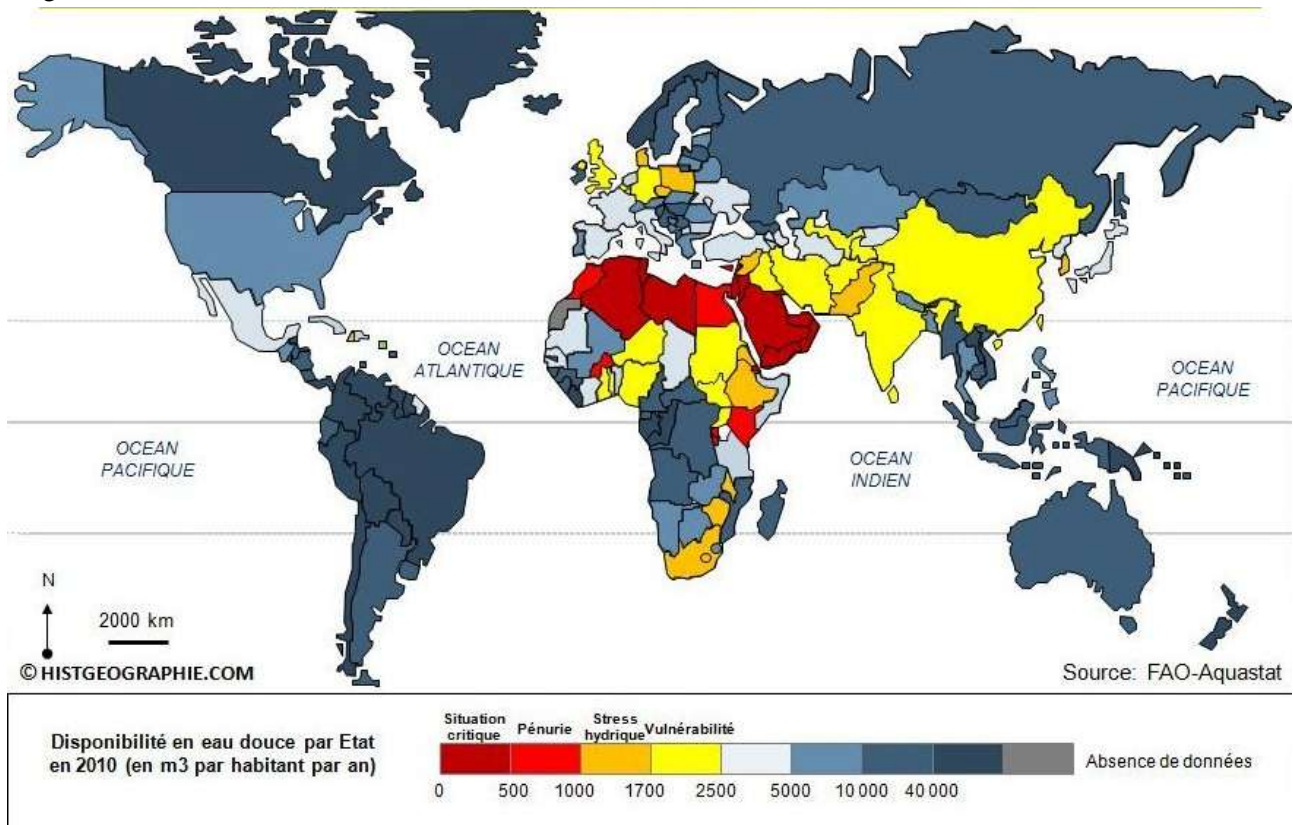 OCEAN
ATLANTIQUE
OCEAN
PACIFIQUE
OCEAN
PACIFIQUE
OCEAN
INDIEN
N
2000 km
© HISTGEOGRAPHIE.COM
Source: FAO-Aquastat
Disponibilité en eau douce par Etat
en 2010 (en m3 par habitant par an)
Situation
critique
Pénurie
Stress
hydrique
Vulnérabilité
Absence de données
0 500 1000 1700 2500 5000 10 000 40 000